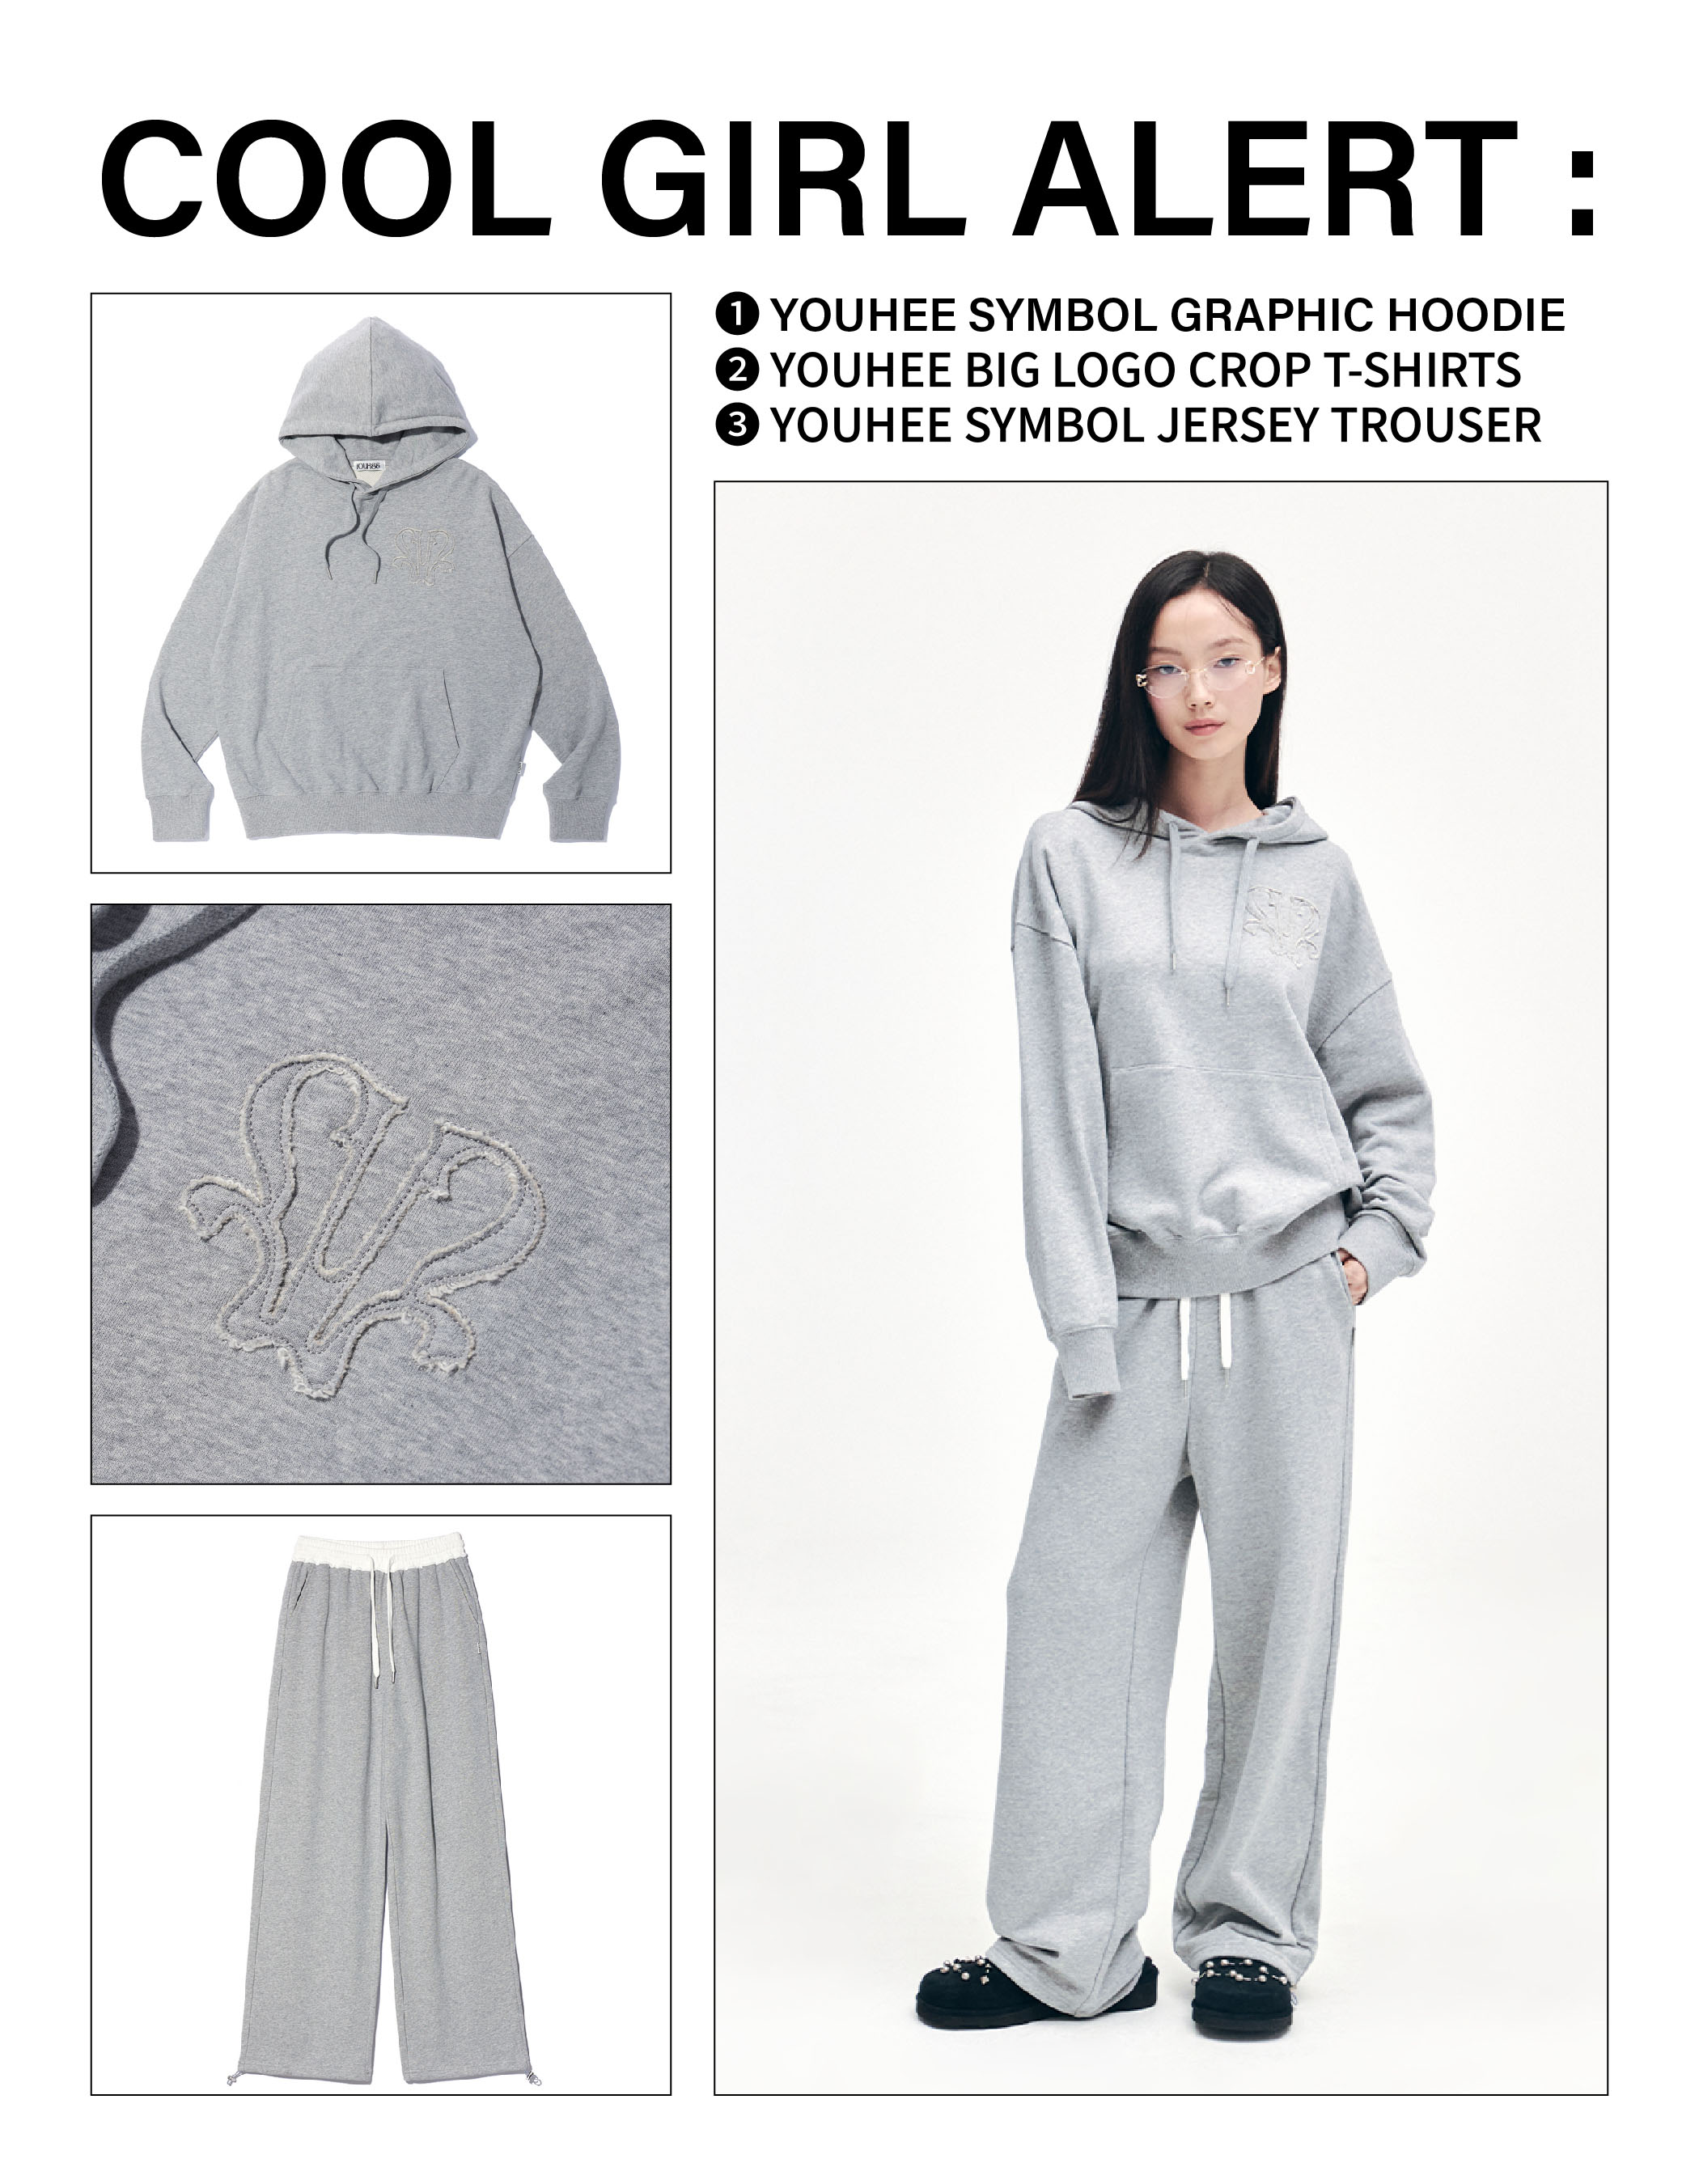 COOL GIRL ALERT :
❶ YOUHEE SYMBOL GRAPHIC HOODIE
❷ YOUHEE BIG LOGO CROP T-SHIRTS
❸ YOUHEE SYMBOL JERSEY TROUSER